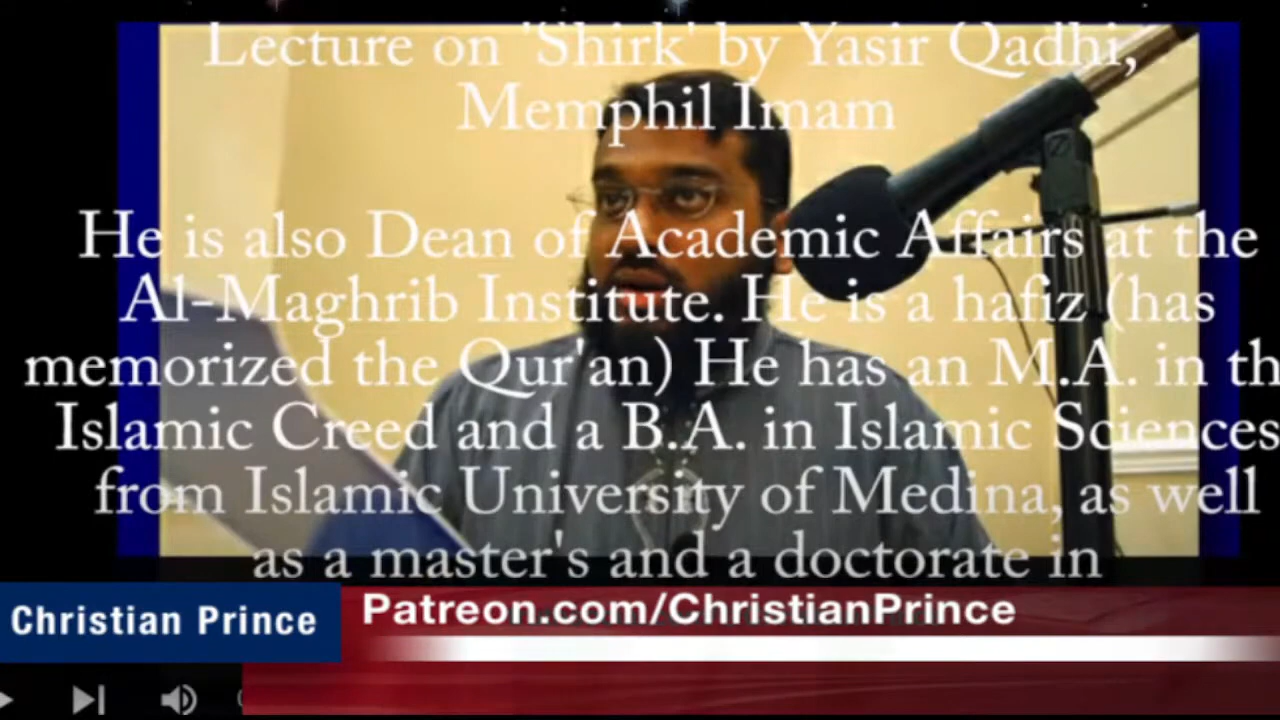 Lecture on 'Shirk' by Yasir Qadhi,
Memphil Imam
He is also Dean of Academic Affairs at the
Al-Maghrib Institute. He is a hafiz (has
memorized the Qur'an) He has an M.A. in th
Islamic Creed and a B.A. in Islamic Sciences
from Islamic University of Medina, as well
as a master's and a doctorate in
Christian Prince
Patreon.com/ChristianPrince